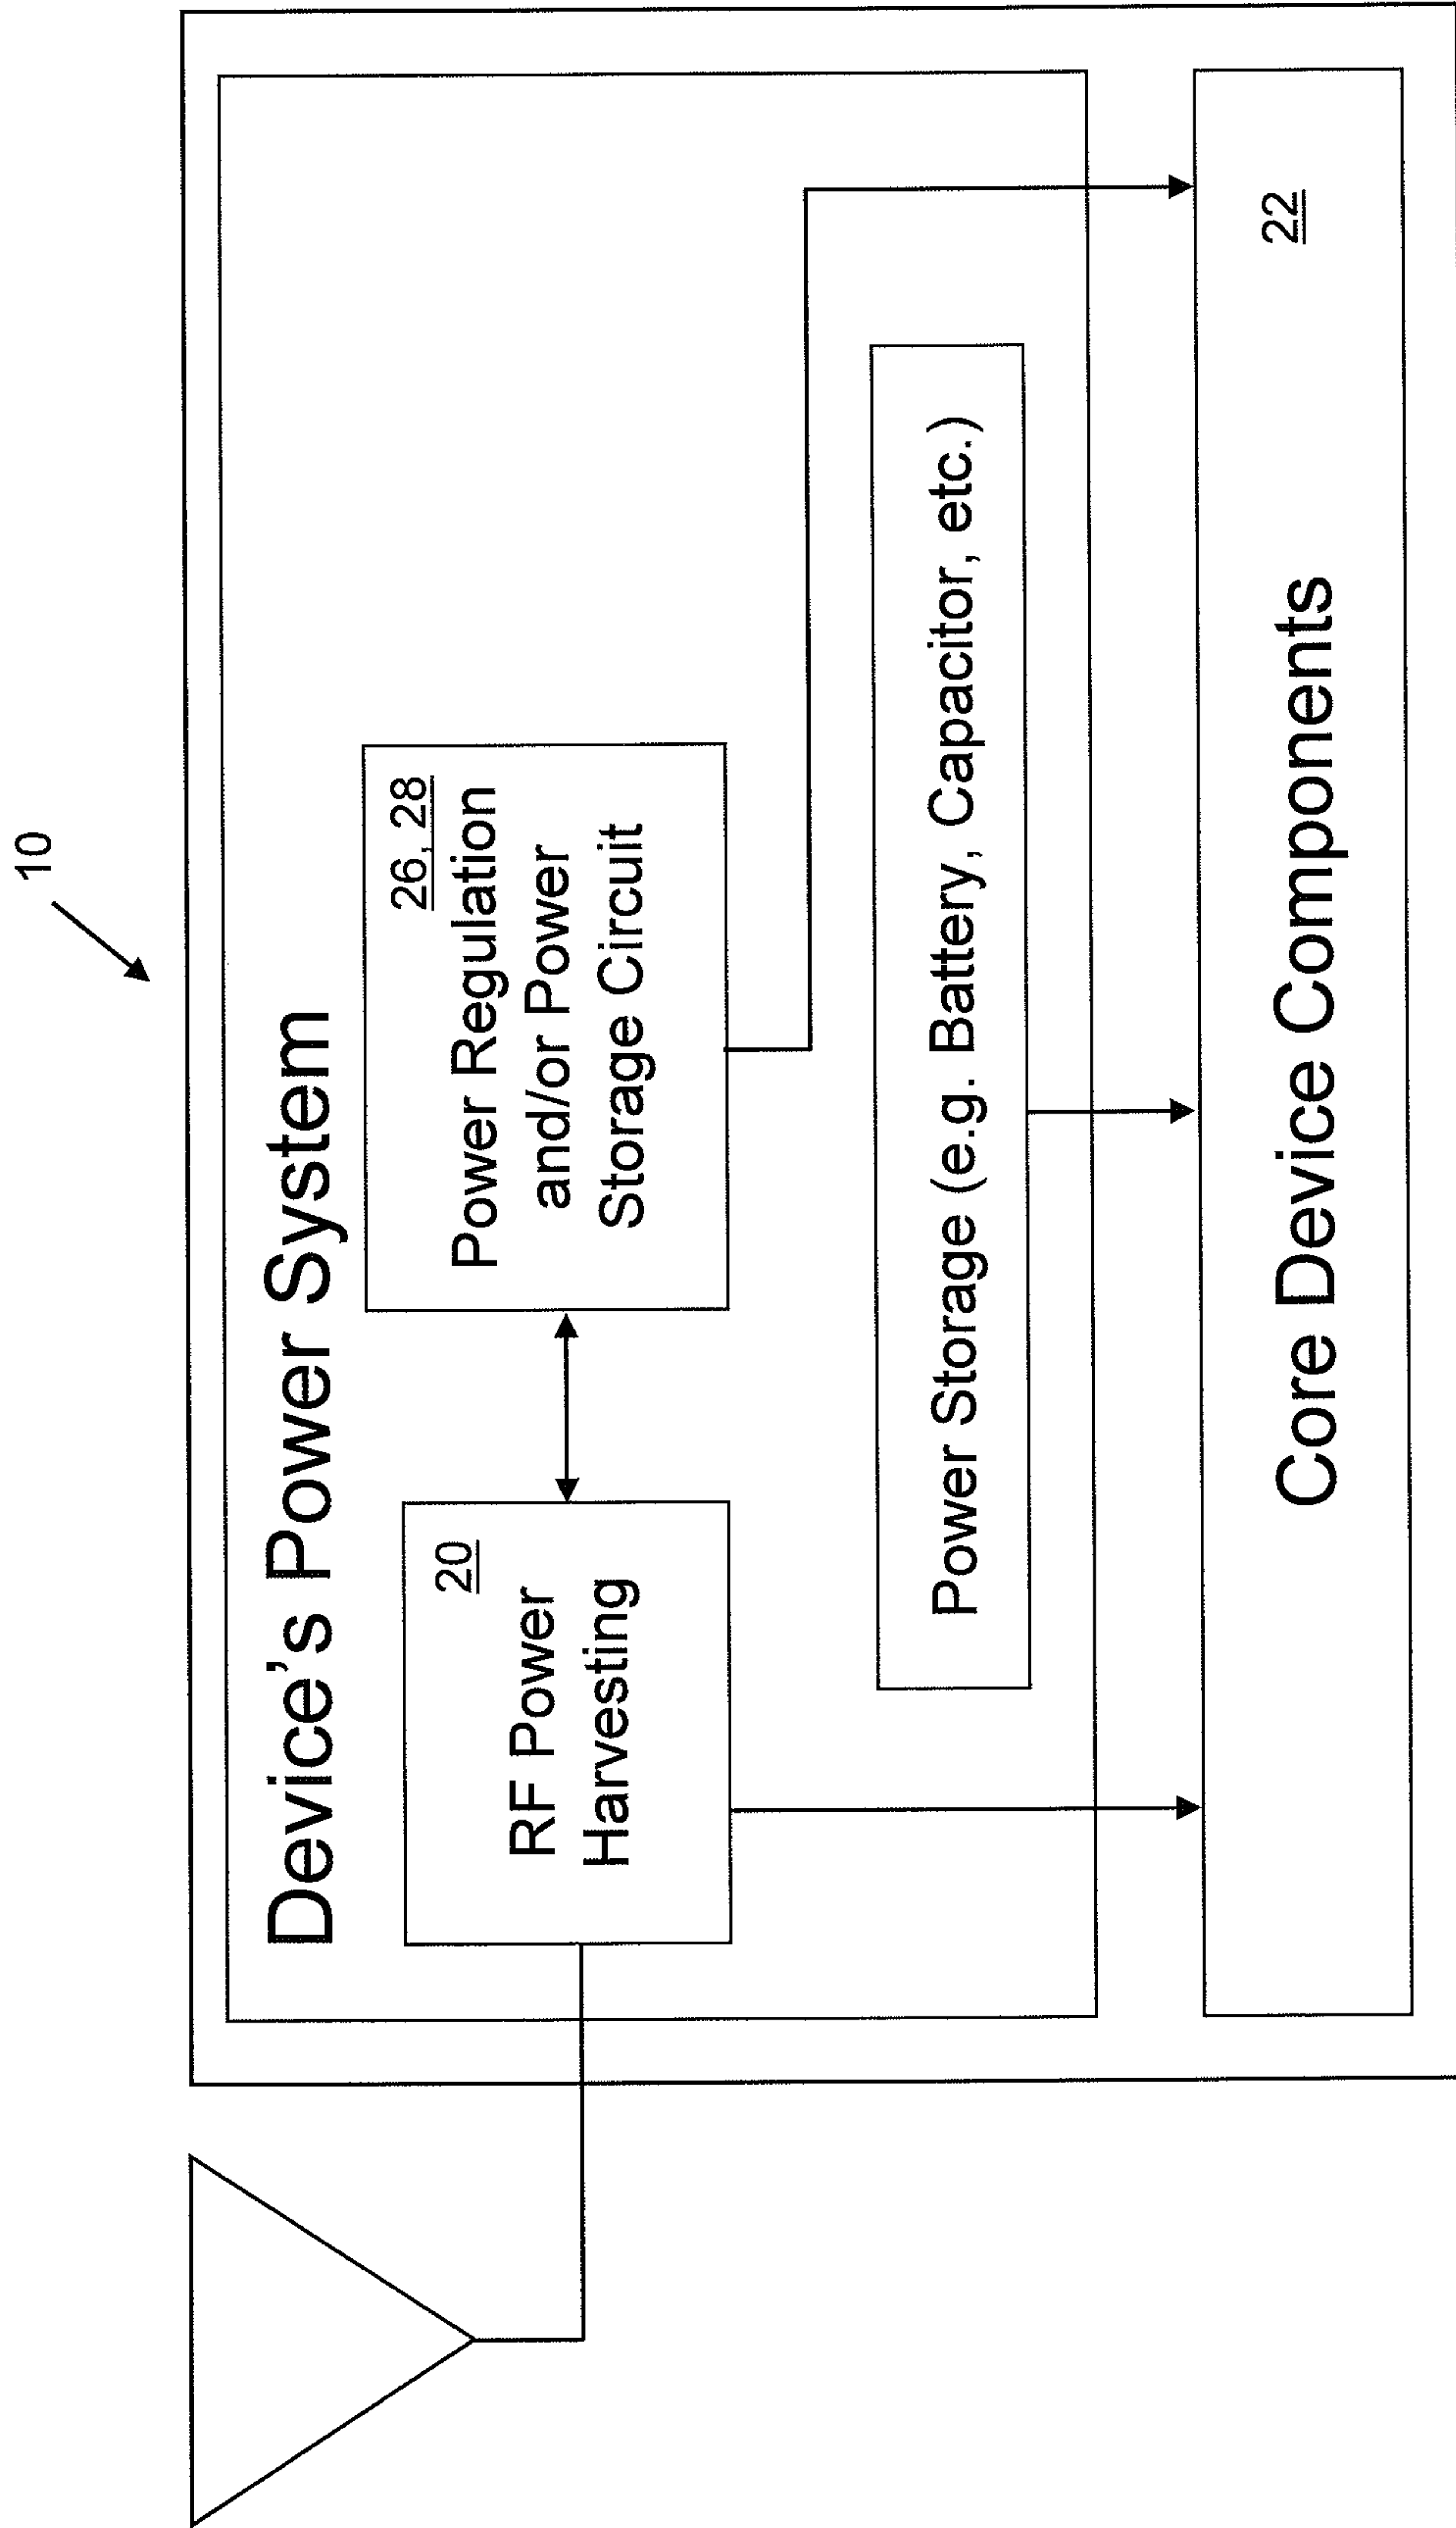 10
Device's Power System
20
RF Power
Harvesting
26, 28
Power Regulation
and/or Power
Storage Circuit
Power Storage (e.g. Battery, Capacitor, etc.)
22
Core Device Components